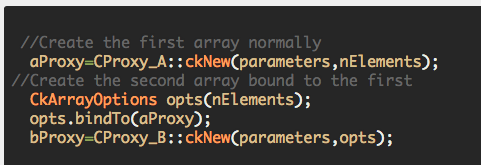 //Create the first array normally
aProxy=CProxy_A::ckNew(parameters,nElements);
//Create the second array bound to the first
CkArrayOptions opts(nElements);
opts.bindTo(aProxy);
bProxy=CProxy_B::ckNew(parameters,opts);